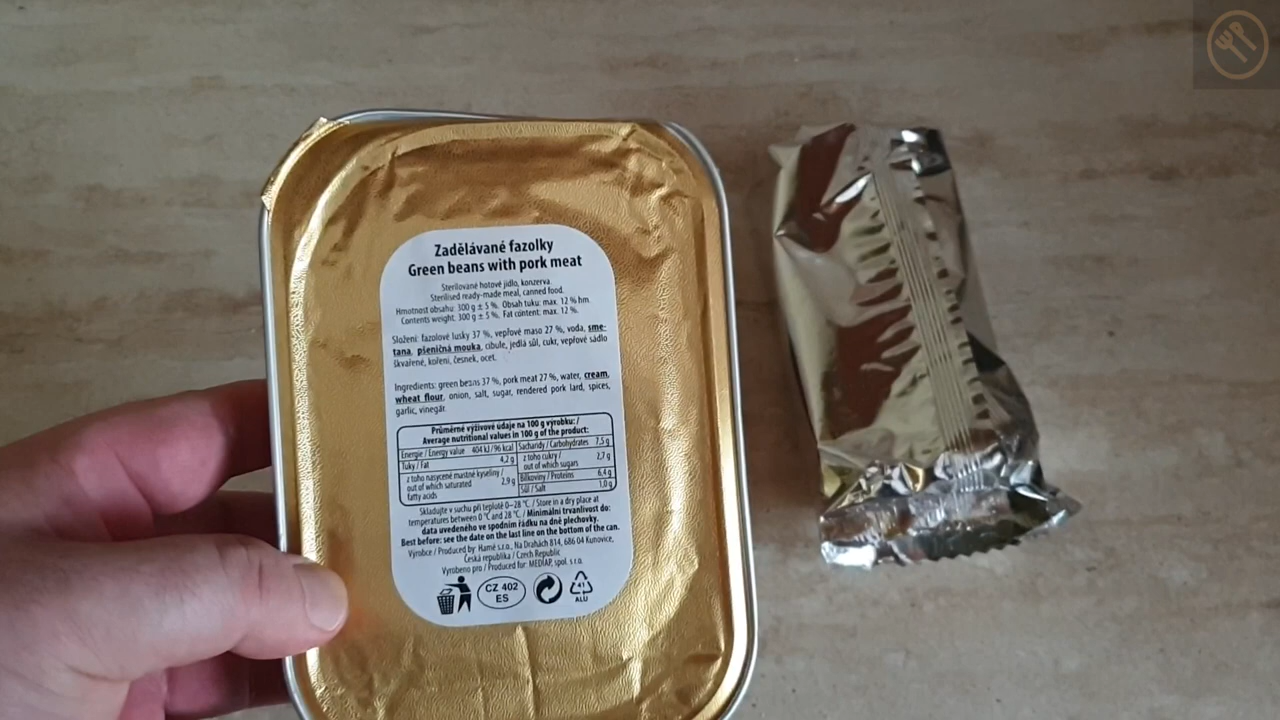 Zadělávané fazolky
Green beans with pork meat
Sterilované hotové jídlo, konzerva.
Sterilised ready-made meal, canned food.
Hmotnost obsahu: 300 g ± 5 %. Obsah tuku: max. 12 % hm.
Contents weight: 300 g ± 5 %. Fat content: max. 12 %.
Složení: fazolové lusky 37 %, vepřové maso 27 %, voda, sme-
tana, pšeničná mouka, cibule, jedlá sůl, cukr, vepřové sádlo
škvařené, koření, česnek, ocet.
Ingredients: green beans 37 %, pork meat 27 %, water, cream,
wheat flour, onion, salt, sugar, rendered pork lard, spices,
garlic, vinegar.
Průměrné výživové údaje na 100 g výrobku: /
Average nutritional values in 100 g of the product:
Energie / Energy value 404 kJ/96 kcal
Tuky / Fat 4,2 g
z toho nasycené mastné kyseliny /
out of which saturated
fatty acids 2,9 g
Sacharidy / Carbohydrates 7,5 g
z toho cukry /
out of which sugars 2,7 g
Bílkoviny / Proteins 6,4 g
Sůl / Salt 1,0 g
Skladujte v suchu při teplotě 0–28 °C. / Store in a dry place at
temperatures between 0 °C and 28 °C. / Minimální trvanlivost do:
data uvedeného ve spodním řádku na dně plechovky.
Best before: see the date on the last line on the bottom of the can.
Výrobce / Produced by: Hamé s.r.o., Na Drahách 814, 686 04 Kunovice,
Česká republika / Czech Republic
Vyrobeno pro / Produced for: MEDIAP, spol. s r.o.
CZ 402
ES
41
ALU